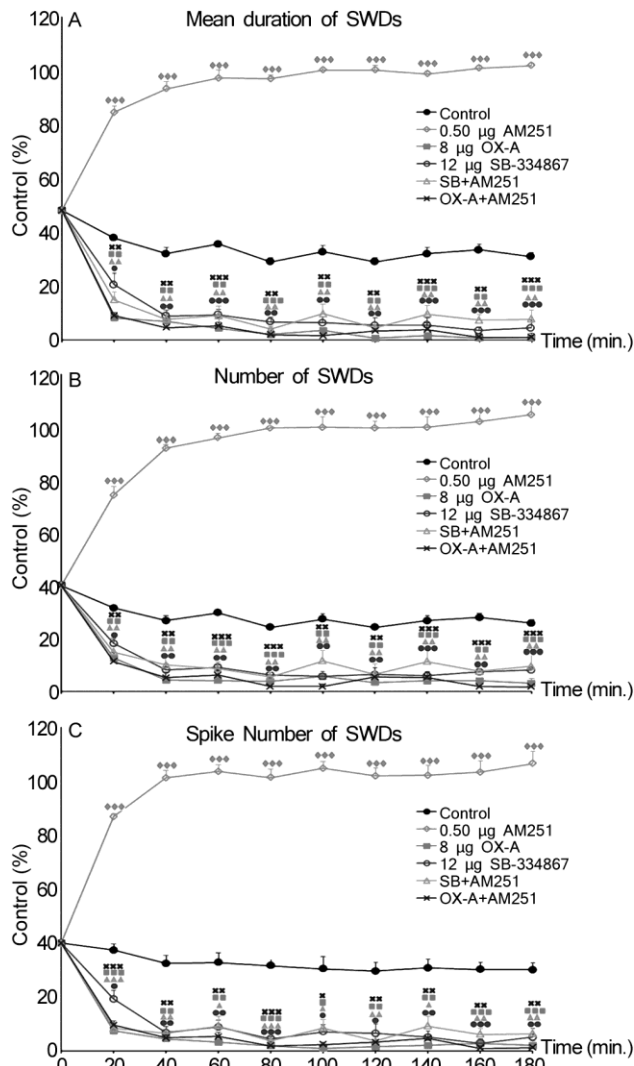 A
Mean duration of SWDs
120
100
80
60
40
20
0
Control (%)
Control
0.50 µg AM251
8 µg OX-A
12 µg SB-334867
SB+AM251
OX-A+AM251
Time (min.)
B
Number of SWDs
120
100
80
60
40
20
0
Control (%)
Control
0.50 µg AM251
8 µg OX-A
12 µg SB-334867
SB+AM251
OX-A+AM251
Time (min.)
C
Spike Number of SWDs
120
100
80
60
40
20
0
Control (%)
Control
0.50 µg AM251
8 µg OX-A
12 µg SB-334867
SB+AM251
OX-A+AM251
Time (min.)
0 20 40 60 80 100 120 140 160 180